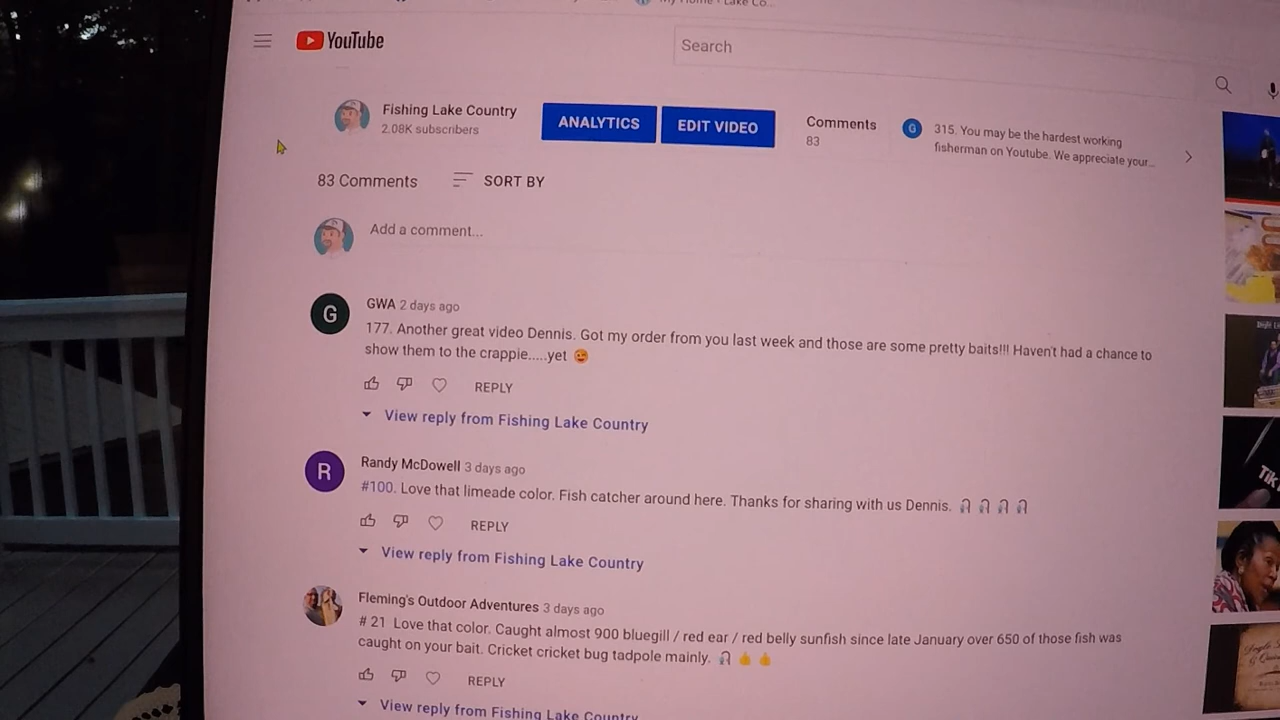 My Home - Lake Co...
YouTube
Search
Fishing Lake Country
2.08K subscribers
ANALYTICS
EDIT VIDEO
Comments
83
G
315. You may be the hardest working
fisherman on Youtube. We appreciate your...
83 Comments
SORT BY
Add a comment...
G
GWA 2 days ago
177. Another great video Dennis. Got my order from you last week and those are some pretty baits!!! Haven't had a chance to
show them to the crappie.....yet 😉
REPLY
View reply from Fishing Lake Country
R
Randy McDowell 3 days ago
#100. Love that limeade color. Fish catcher around here. Thanks for sharing with us Dennis. 🎣 🎣 🎣 🎣
REPLY
View reply from Fishing Lake Country
Fleming's Outdoor Adventures 3 days ago
# 21 Love that color. Caught almost 900 bluegill / red ear / red belly sunfish since late January over 650 of those fish was
caught on your bait. Cricket cricket bug tadpole mainly. 🎣 👍 👍
REPLY
View reply from Fishing Lake Country